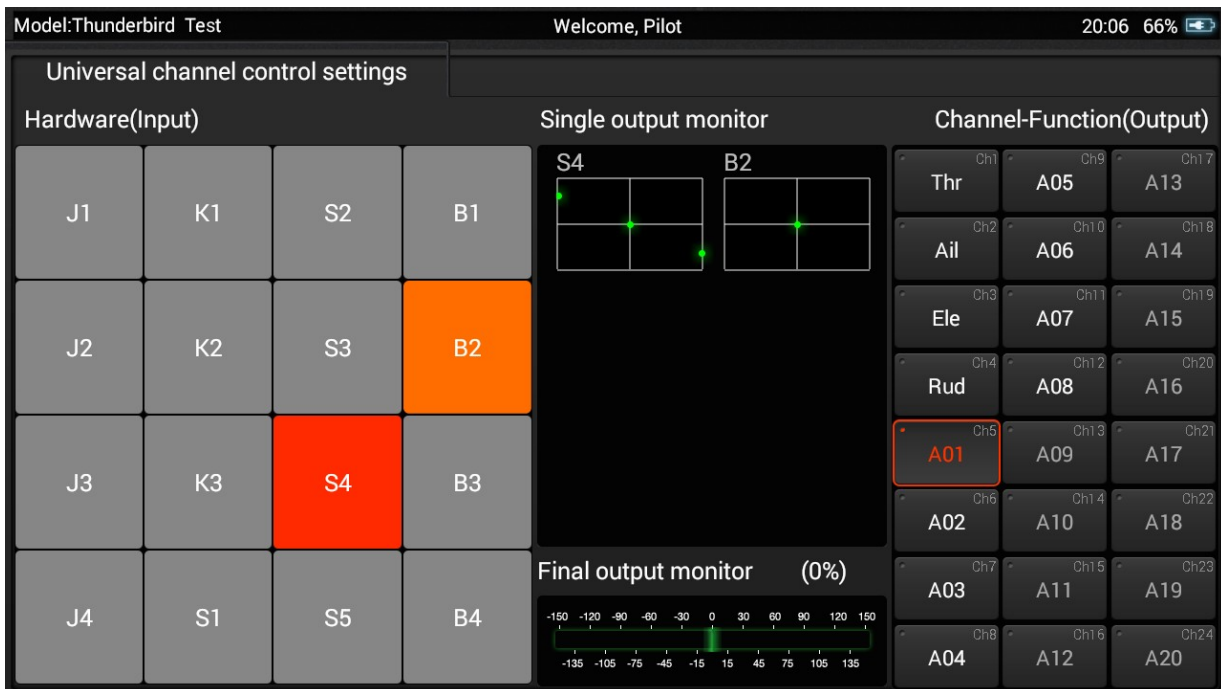 Model:Thunderbird Test Welcome, Pilot 20:06 66%
Universal channel control settings
Hardware(Input) Single output monitor Channel-Function(Output)
J1 K1 S2 B1
J2 K2 S3 B2
J3 K3 S4 B3
J4 S1 S5 B4
S4 B2
Final output monitor (0%)
-150 -120 -90 -60 -30 0 30 60 90 120 150
-135 -105 -75 -45 -15 15 45 75 105 135
Ch1 Ch9 Ch17
Thr A05 A13
Ch2 Ch10 Ch18
Ail A06 A14
Ch3 Ch11 Ch19
Ele A07 A15
Ch4 Ch12 Ch20
Rud A08 A16
Ch5 Ch13 Ch21
A01 A09 A17
Ch6 Ch14 Ch22
A02 A10 A18
Ch7 Ch15 Ch23
A03 A11 A19
Ch8 Ch16 Ch24
A04 A12 A20